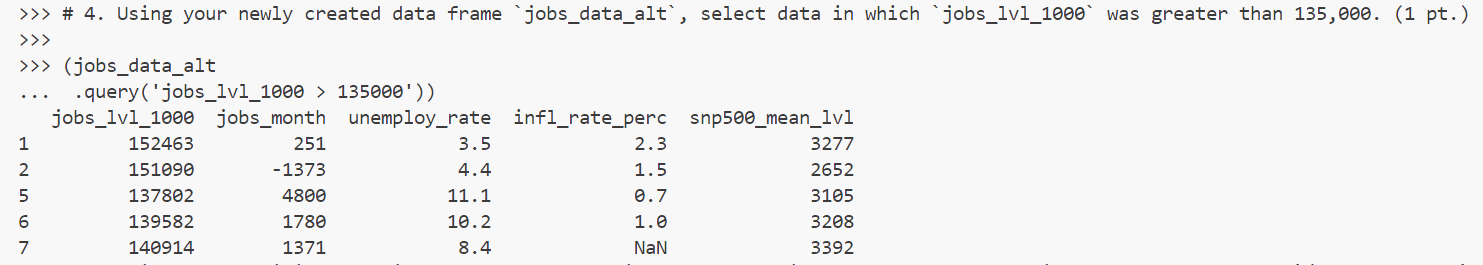 >>> # 4. Using your newly created data frame `jobs_data_alt`, select data in which `jobs_lvl_1000` was greater than 135,000. (1 pt.)
>>>
>>> (jobs_data_alt
...  .query('jobs_lvl_1000 > 135000'))
   jobs_lvl_1000  jobs_month  unemploy_rate  infl_rate_perc  snp500_mean_lvl
1         152463         251            3.5             2.3             3277
2         151090       -1373            4.4             1.5             2652
5         137802        4800           11.1             0.7             3105
6         139582        1780           10.2             1.0             3208
7         140914        1371            8.4             NaN             3392